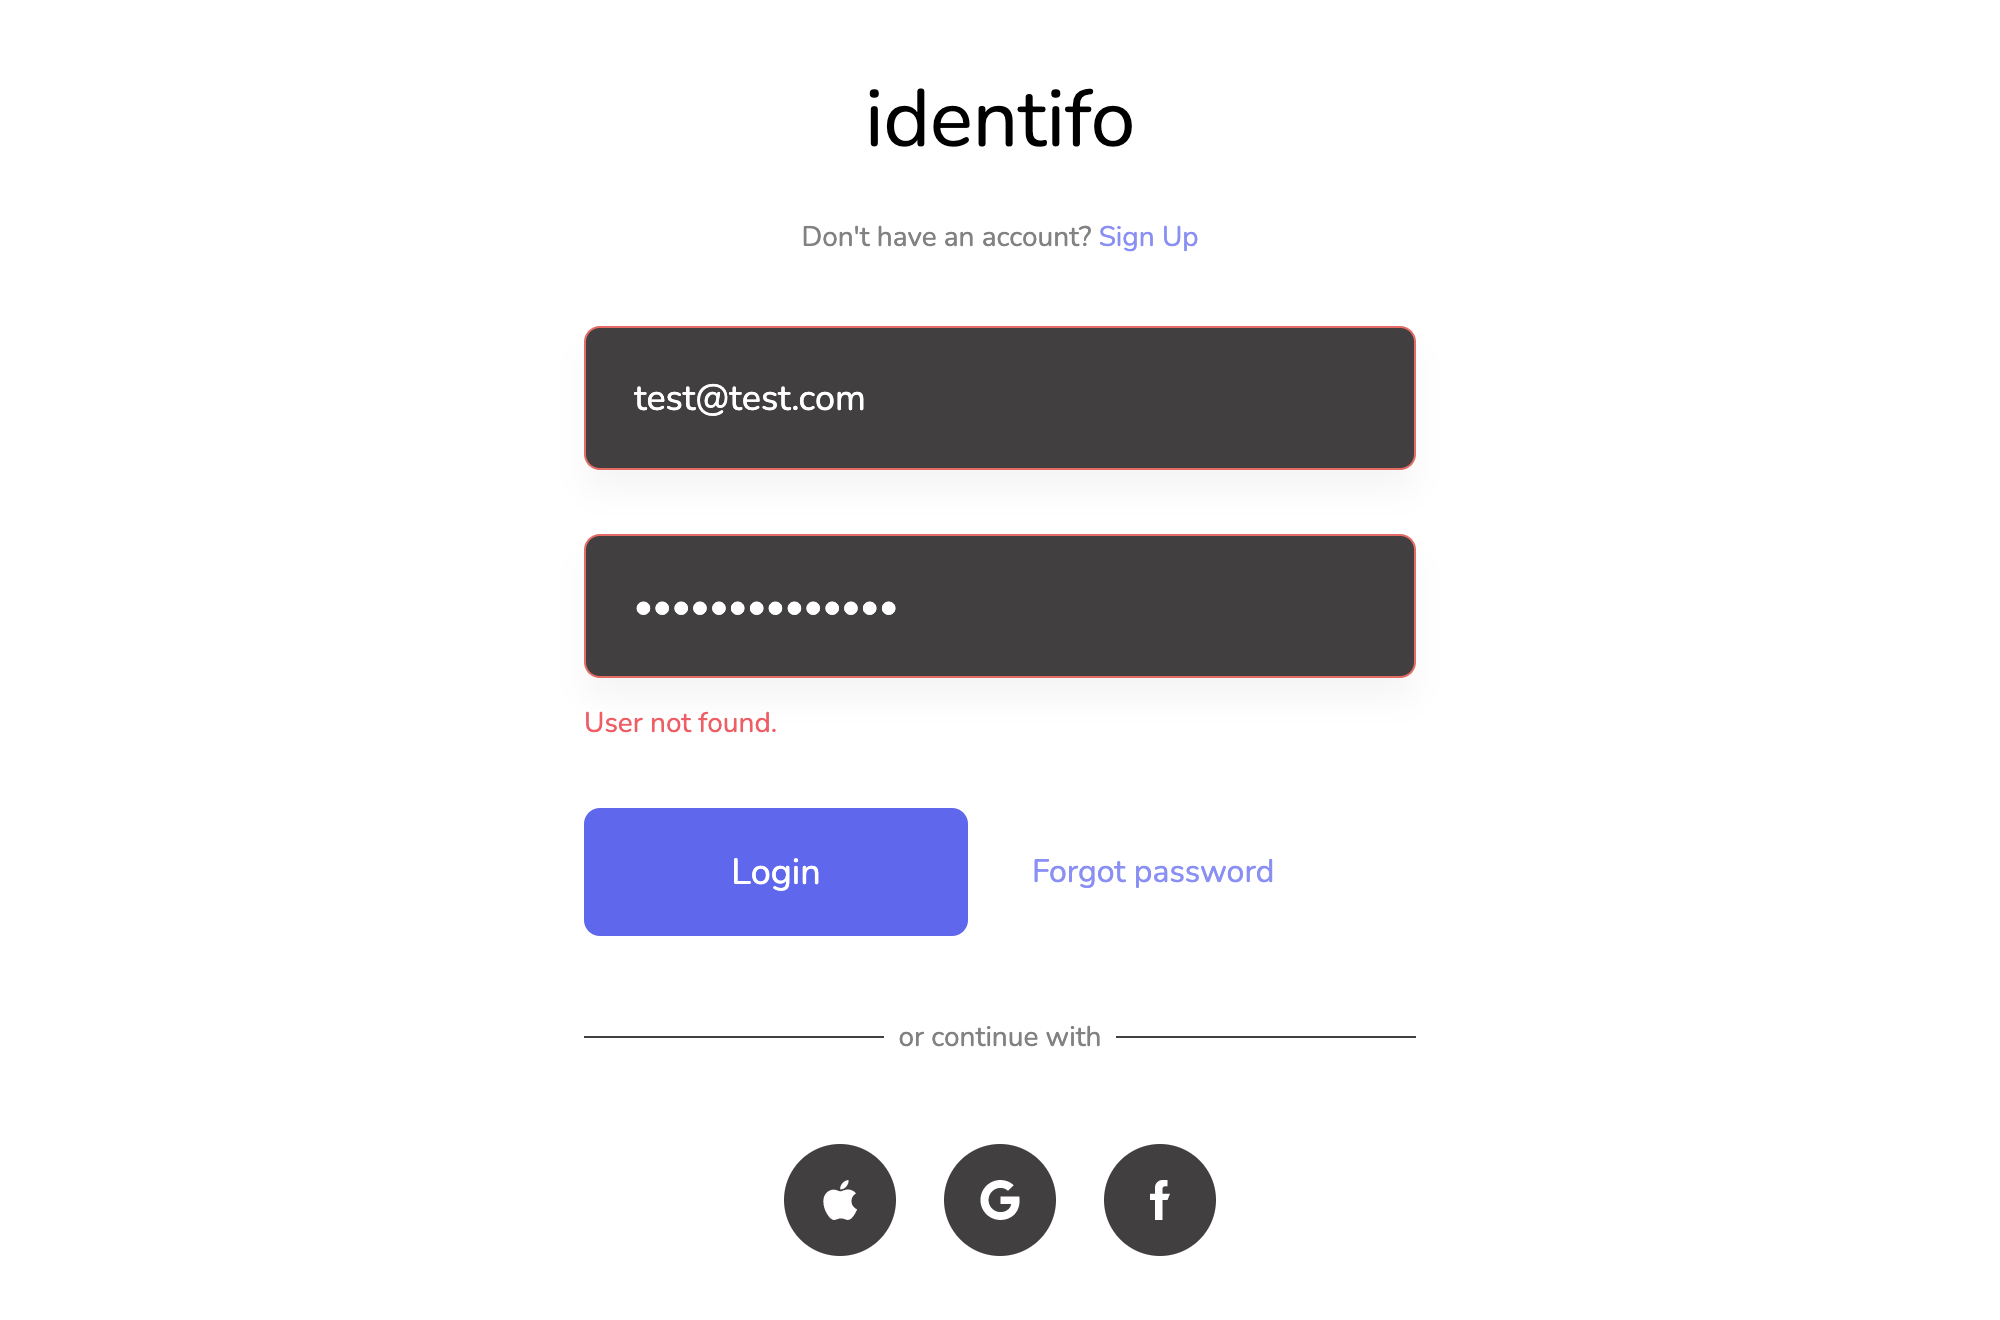 identifo
Don't have an account? Sign Up
test@test.com
••••••••••••••
User not found.
Login
Forgot password
or continue with